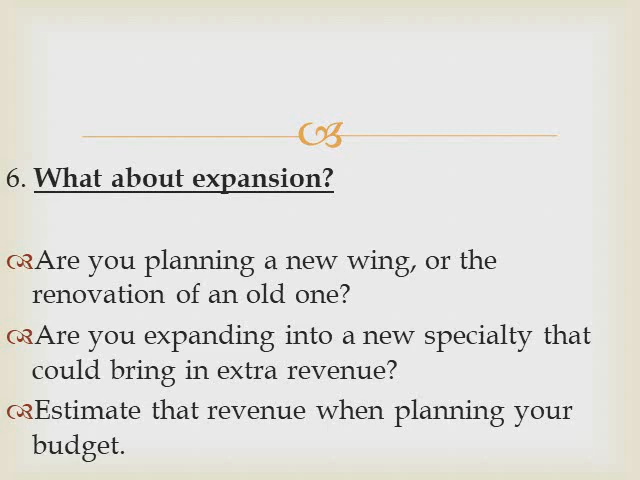 6. What about expansion?
Are you planning a new wing, or the
renovation of an old one?
Are you expanding into a new specialty that
could bring in extra revenue?
Estimate that revenue when planning your
budget.